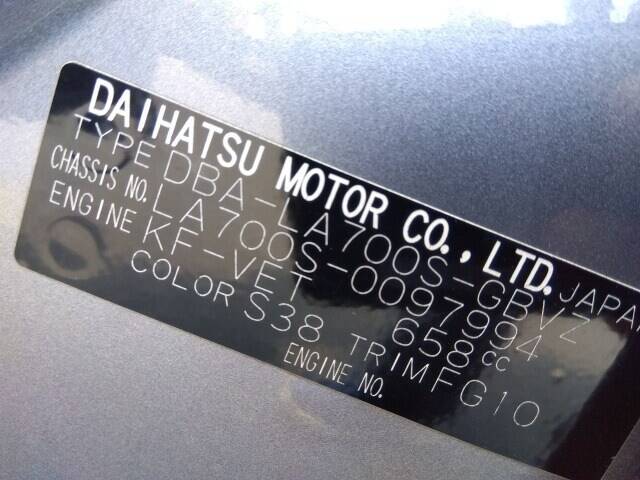 DAIHATSU MOTOR CO., LTD. JAPAN
TYPE DBA-LA700S-GBVZ
CHASSIS NO. LA700S-0097994
ENGINE KF-VET 658cc
COLOR S38 TRIM FG10
ENGINE NO.